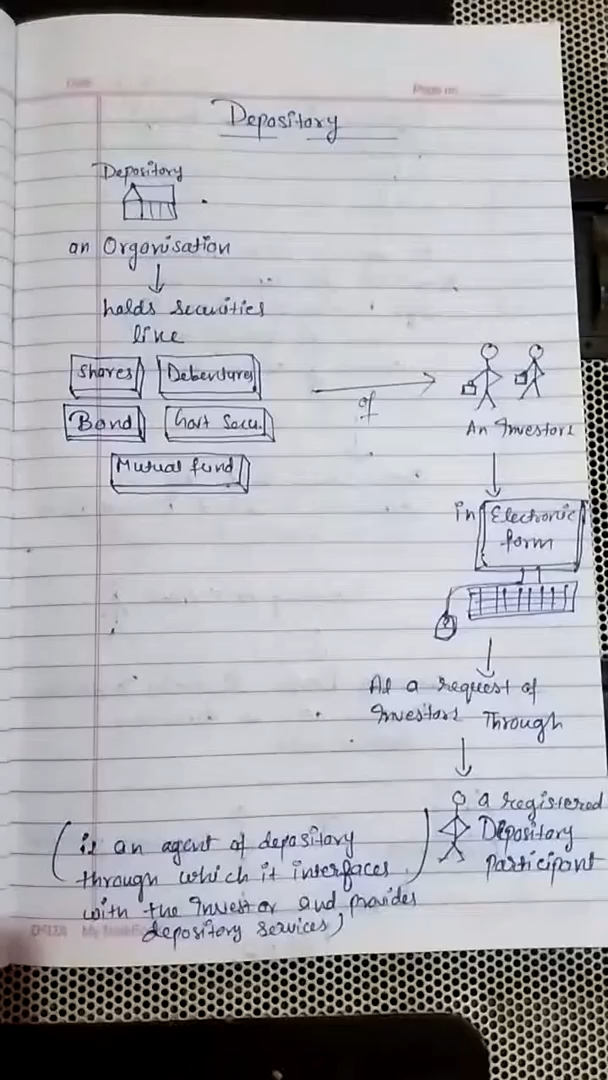 Page no
Depository
Depository
an Organisation
holds securities
like
Shares
Debentures
Bond
Govt Secu.
Mutual fund
of
An Investors
in Electronic
form
At a request of
Investors Through
a registered
Depository
participant
(is an agent of depository
through which it interfaces
with the Investor and provides
depository services)